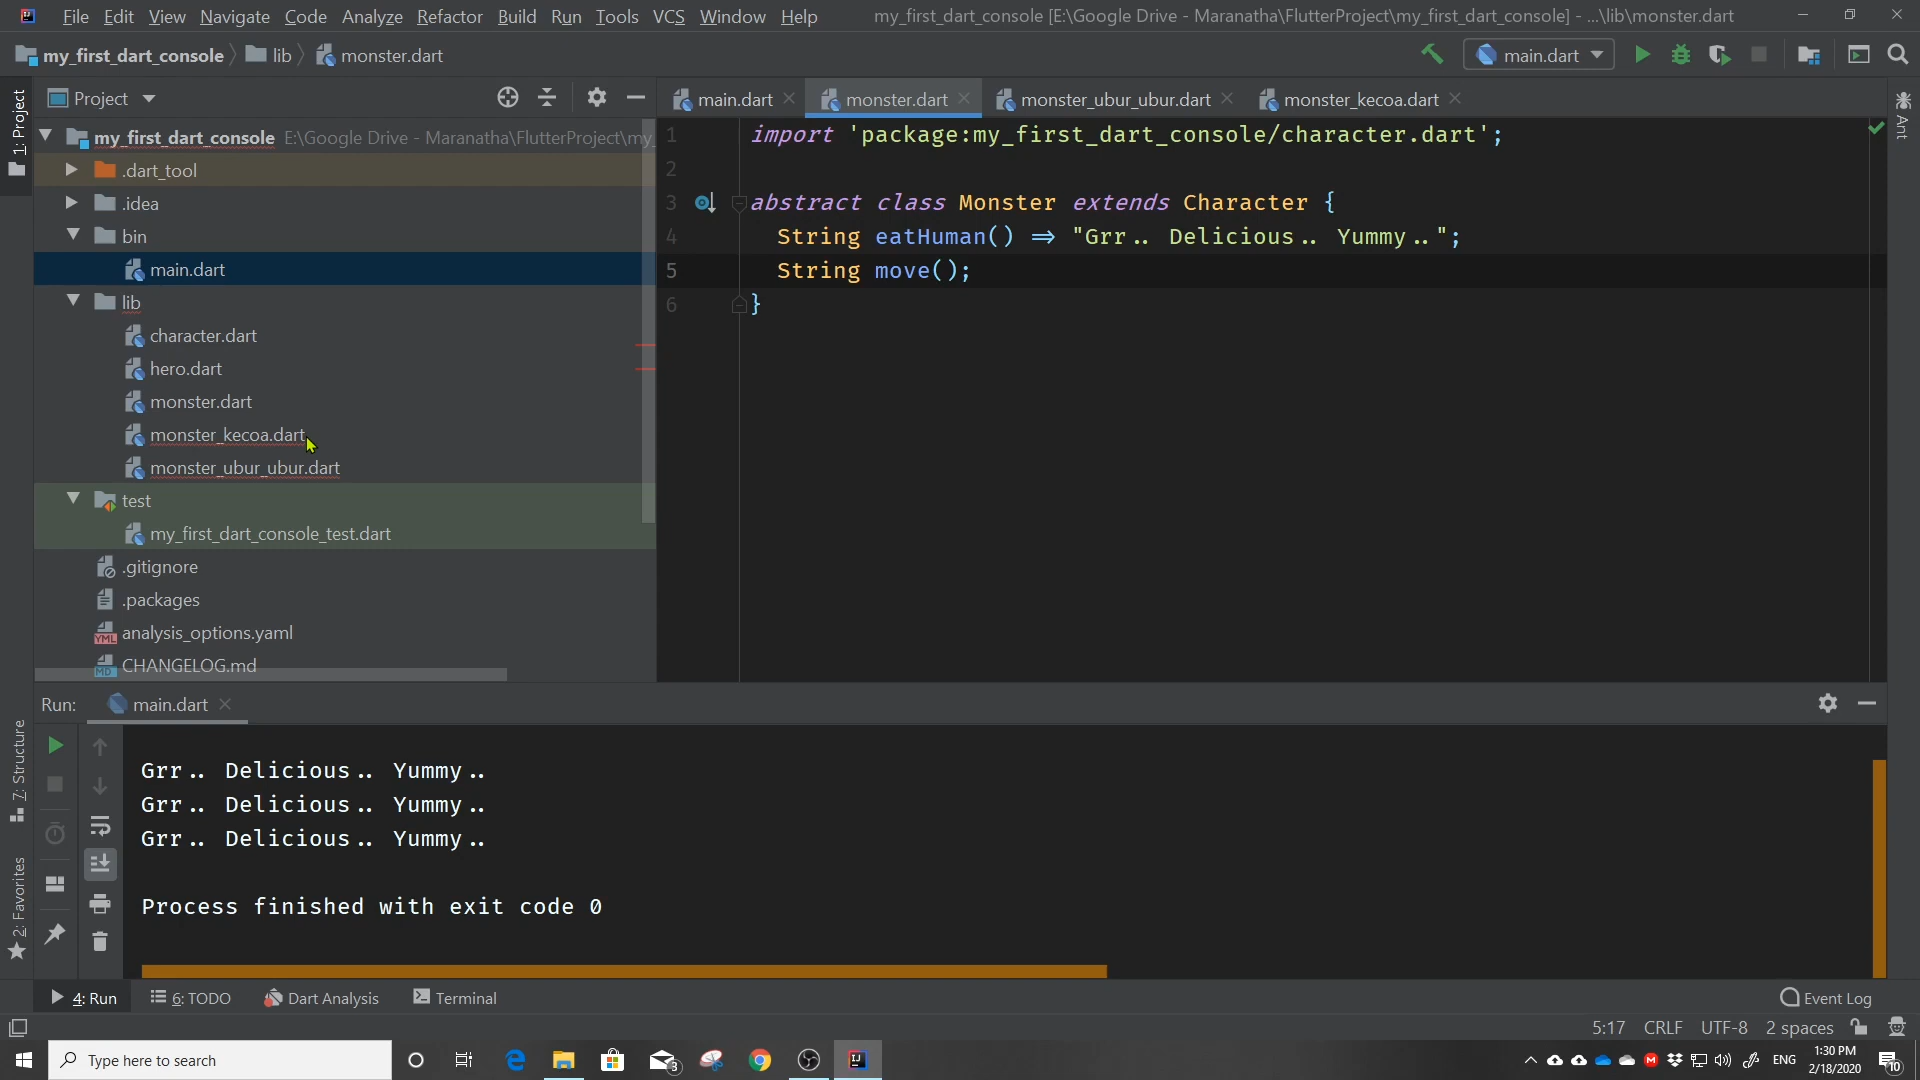 File Edit View Navigate Code Analyze Refactor Build Run Tools VCS Window Help my_first_dart_console [E:\Google Drive - Maranatha\FlutterProject\my_first_dart_console] - ...\lib\monster.dart
my_first_dart_console lib monster.dart main.dart
Project main.dart monster.dart monster_ubur_ubur.dart monster_kecoa.dart
1: Project
Ant
my_first_dart_console E:\Google Drive - Maranatha\FlutterProject\my_
.dart_tool
.idea
bin
main.dart
lib
character.dart
hero.dart
monster.dart
monster_kecoa.dart
monster_ubur_ubur.dart
test
my_first_dart_console_test.dart
.gitignore
.packages
analysis_options.yaml
CHANGELOG.md
1 import 'package:my_first_dart_console/character.dart';
2
3 abstract class Monster extends Character {
4 String eatHuman() => "Grr.. Delicious.. Yummy..";
5 String move();
6 }
Run: main.dart
7: Structure
2: Favorites
Grr.. Delicious.. Yummy..
Grr.. Delicious.. Yummy..
Grr.. Delicious.. Yummy..
Process finished with exit code 0
4: Run 6: TODO Dart Analysis Terminal Event Log
5:17 CRLF UTF-8 2 spaces
Type here to search 3 ENG 1:30 PM 10
2/18/2020